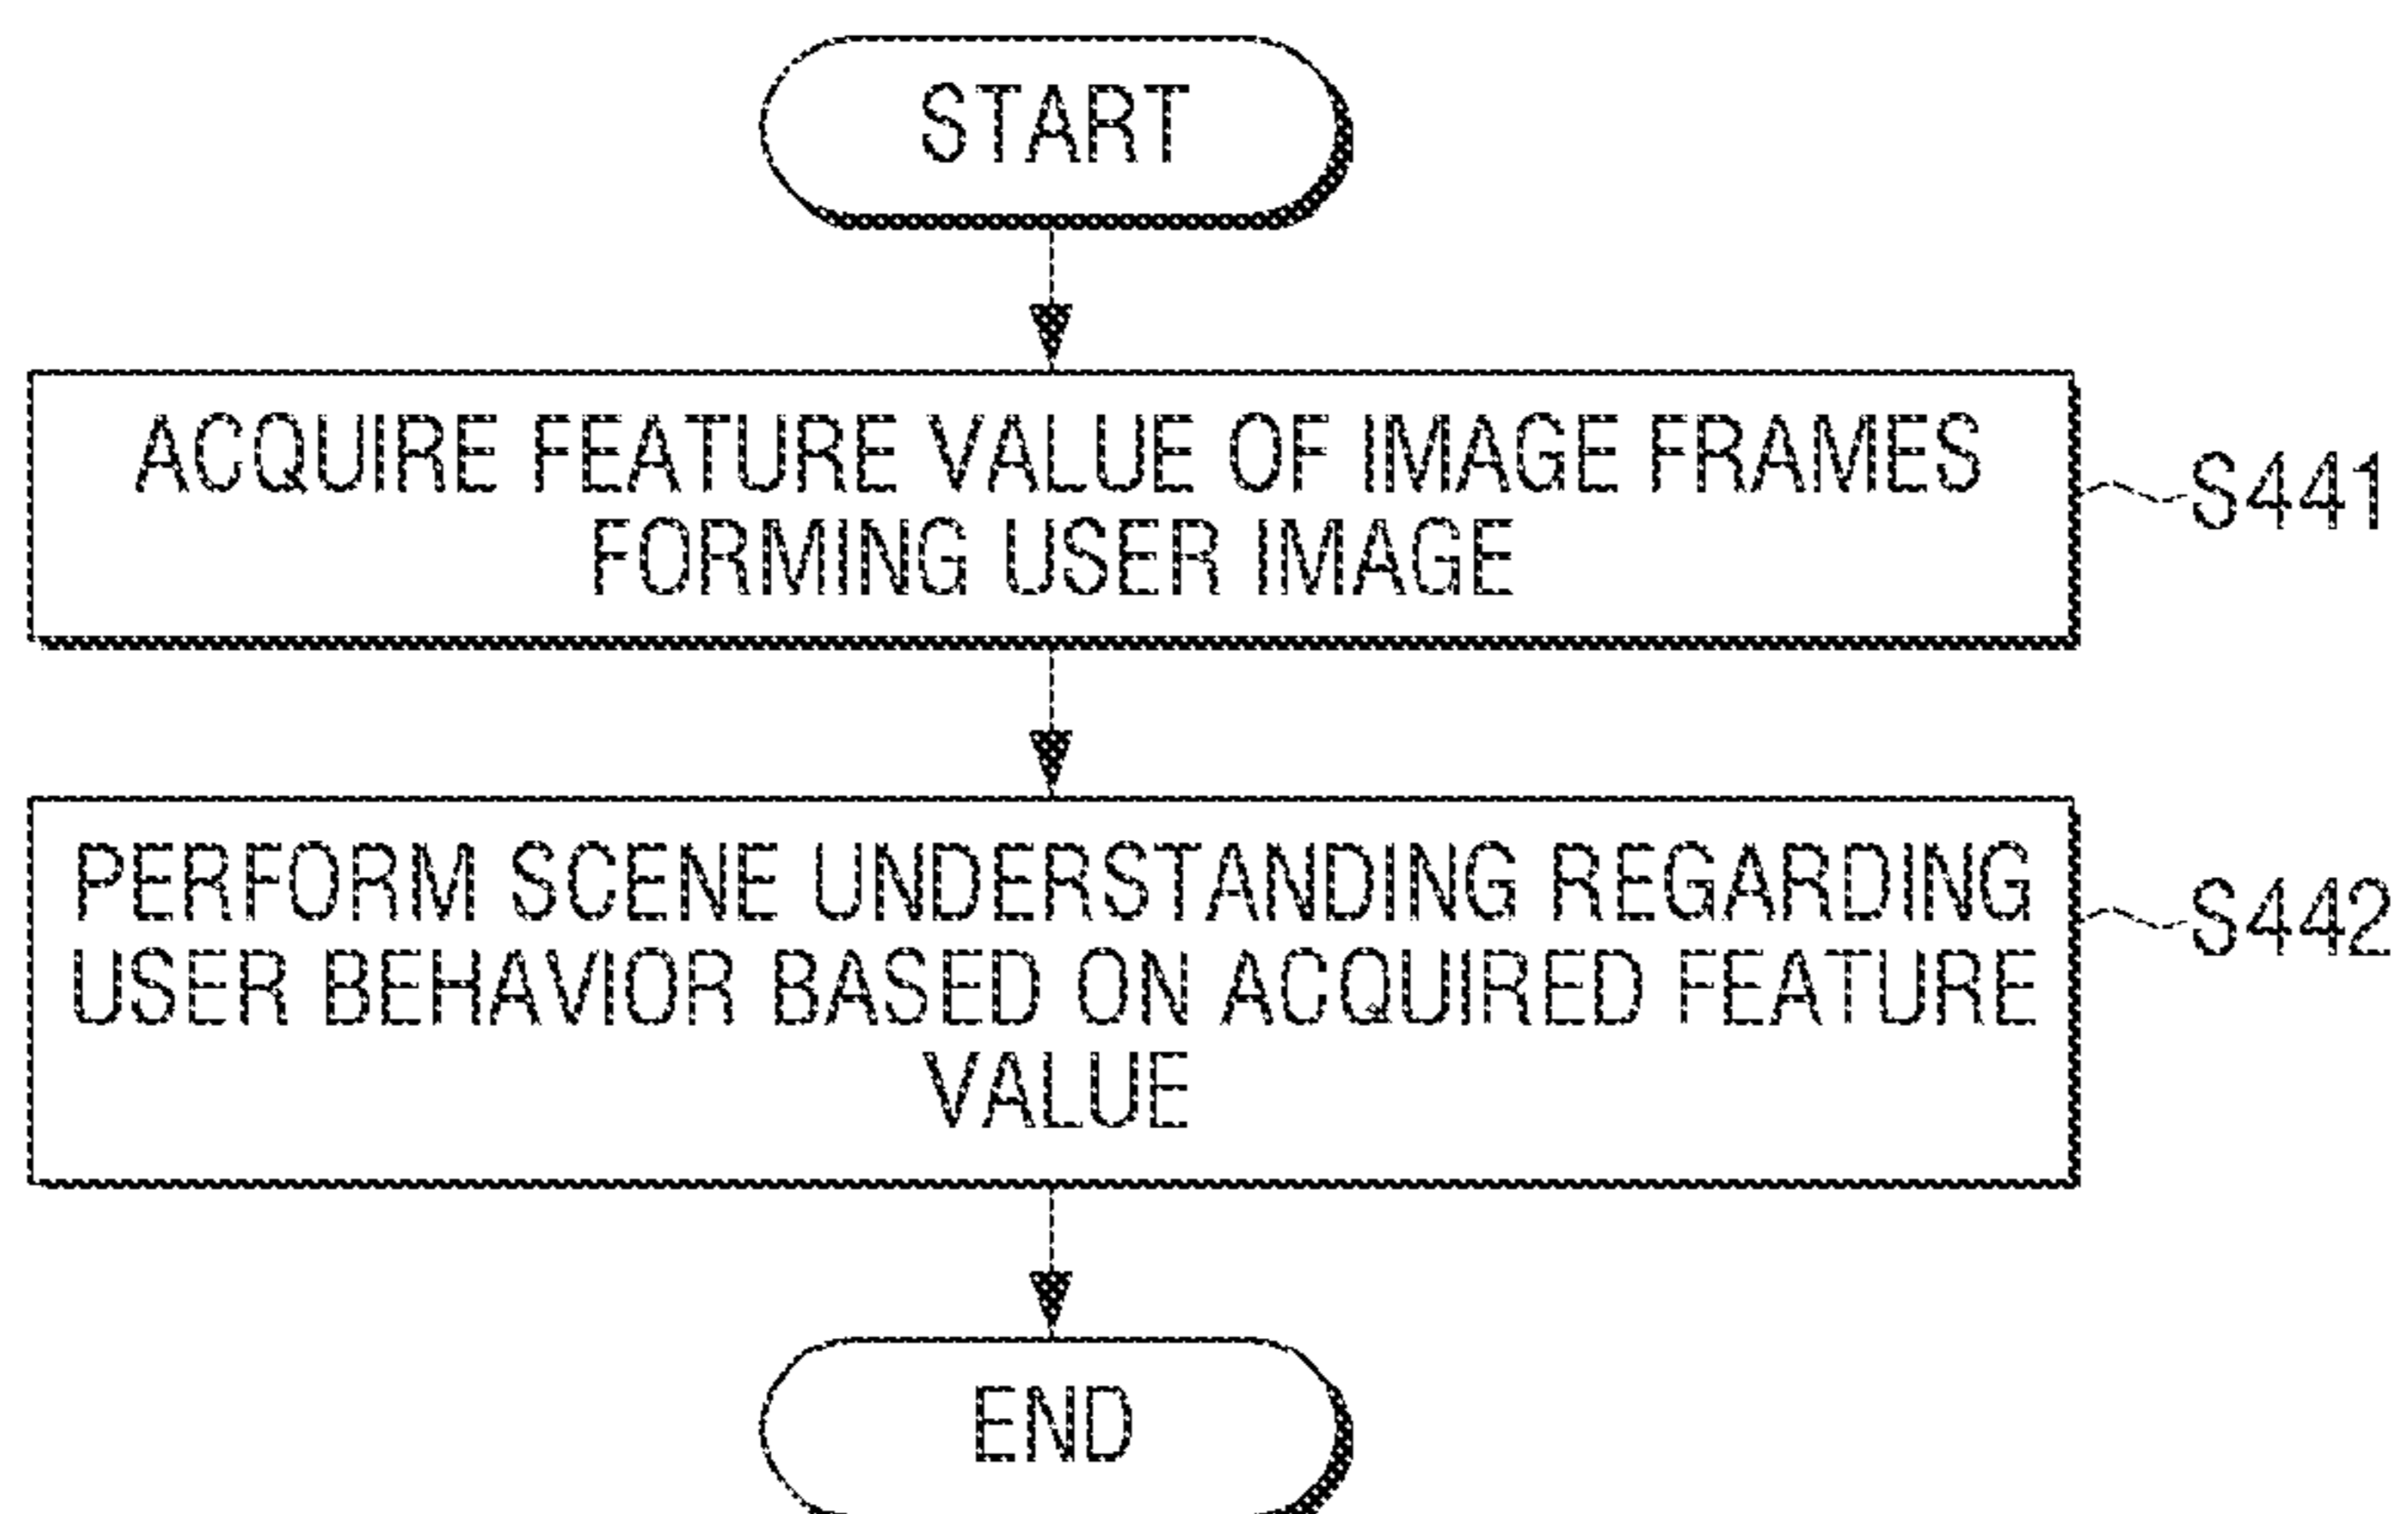 START
ACQUIRE FEATURE VALUE OF IMAGE FRAMES
FORMING USER IMAGE
S441
PERFORM SCENE UNDERSTANDING REGARDING
USER BEHAVIOR BASED ON ACQUIRED FEATURE
VALUE
S442
END